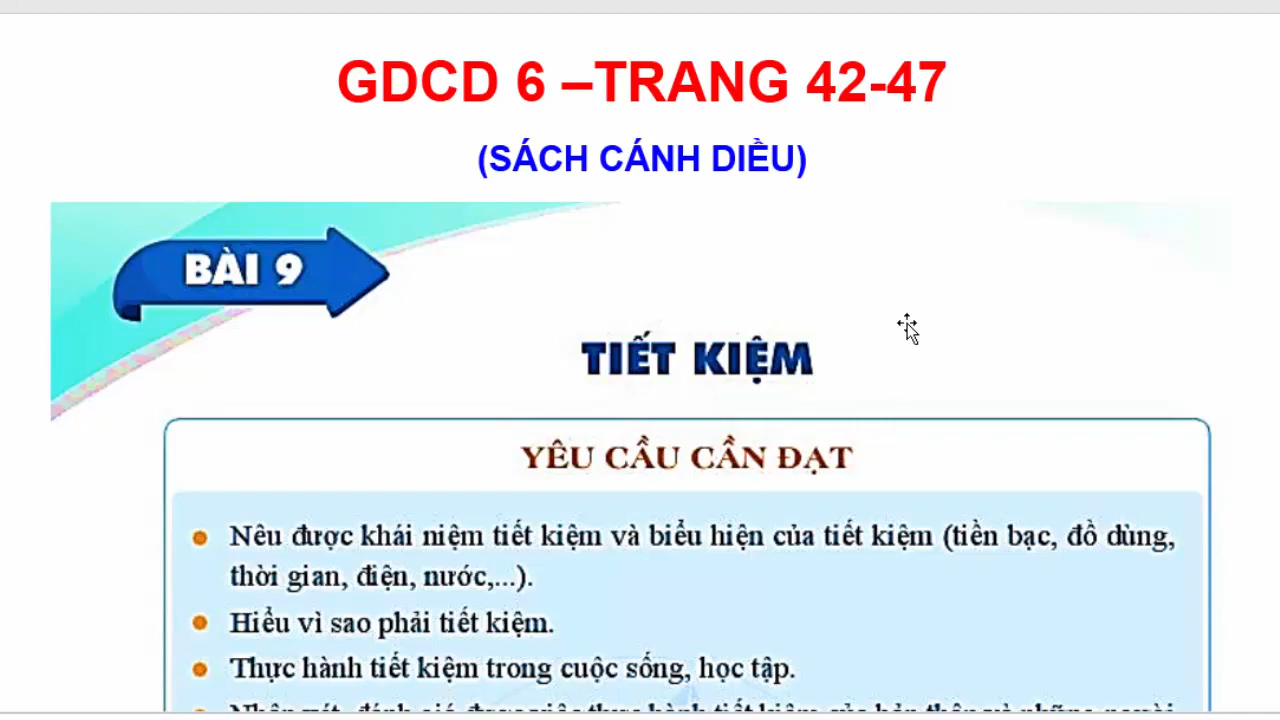 GDCD 6 –TRANG 42-47
(SÁCH CÁNH DIỀU)
BÀI 9
TIẾT KIỆM
YÊU CẦU CẦN ĐẠT
Nêu được khái niệm tiết kiệm và biểu hiện của tiết kiệm (tiền bạc, đồ dùng,
thời gian, điện, nước,...).
Hiểu vì sao phải tiết kiệm.
Thực hành tiết kiệm trong cuộc sống, học tập.